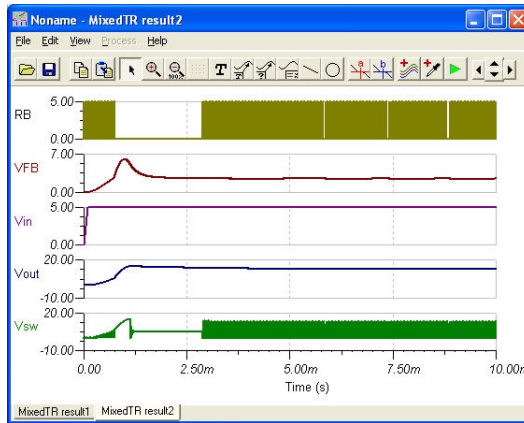 Noname - MixedTR result2
File Edit View Process Help
T
100%
a
b
RB
5.00
0.00
VFB
7.00
0.00
Vin
5.00
0.00
Vout
20.00
-10.00
Vsw
20.00
-10.00
0.00 2.50m 5.00m 7.50m 10.00m
Time (s)
MixedTR result1 MixedTR result2